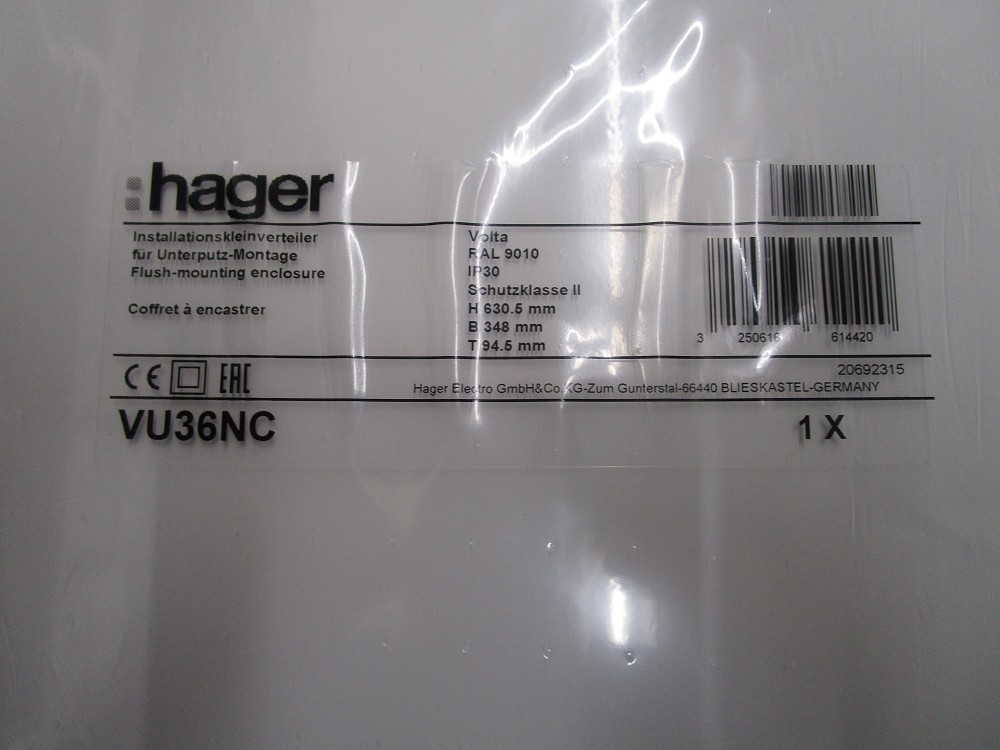 hager
Installationskleinverteiler
für Unterputz-Montage
Flush-mounting enclosure
Coffret à encastrer
Volta
RAL 9010
IP30
Schutzklasse II
H 630.5 mm
B 348 mm
T 94.5 mm
3 250616 614420
CE EAC
20692315
Hager Electro GmbH&Co.KG-Zum Gunterstal-66440 BLIESKASTEL-GERMANY
VU36NC
1 X